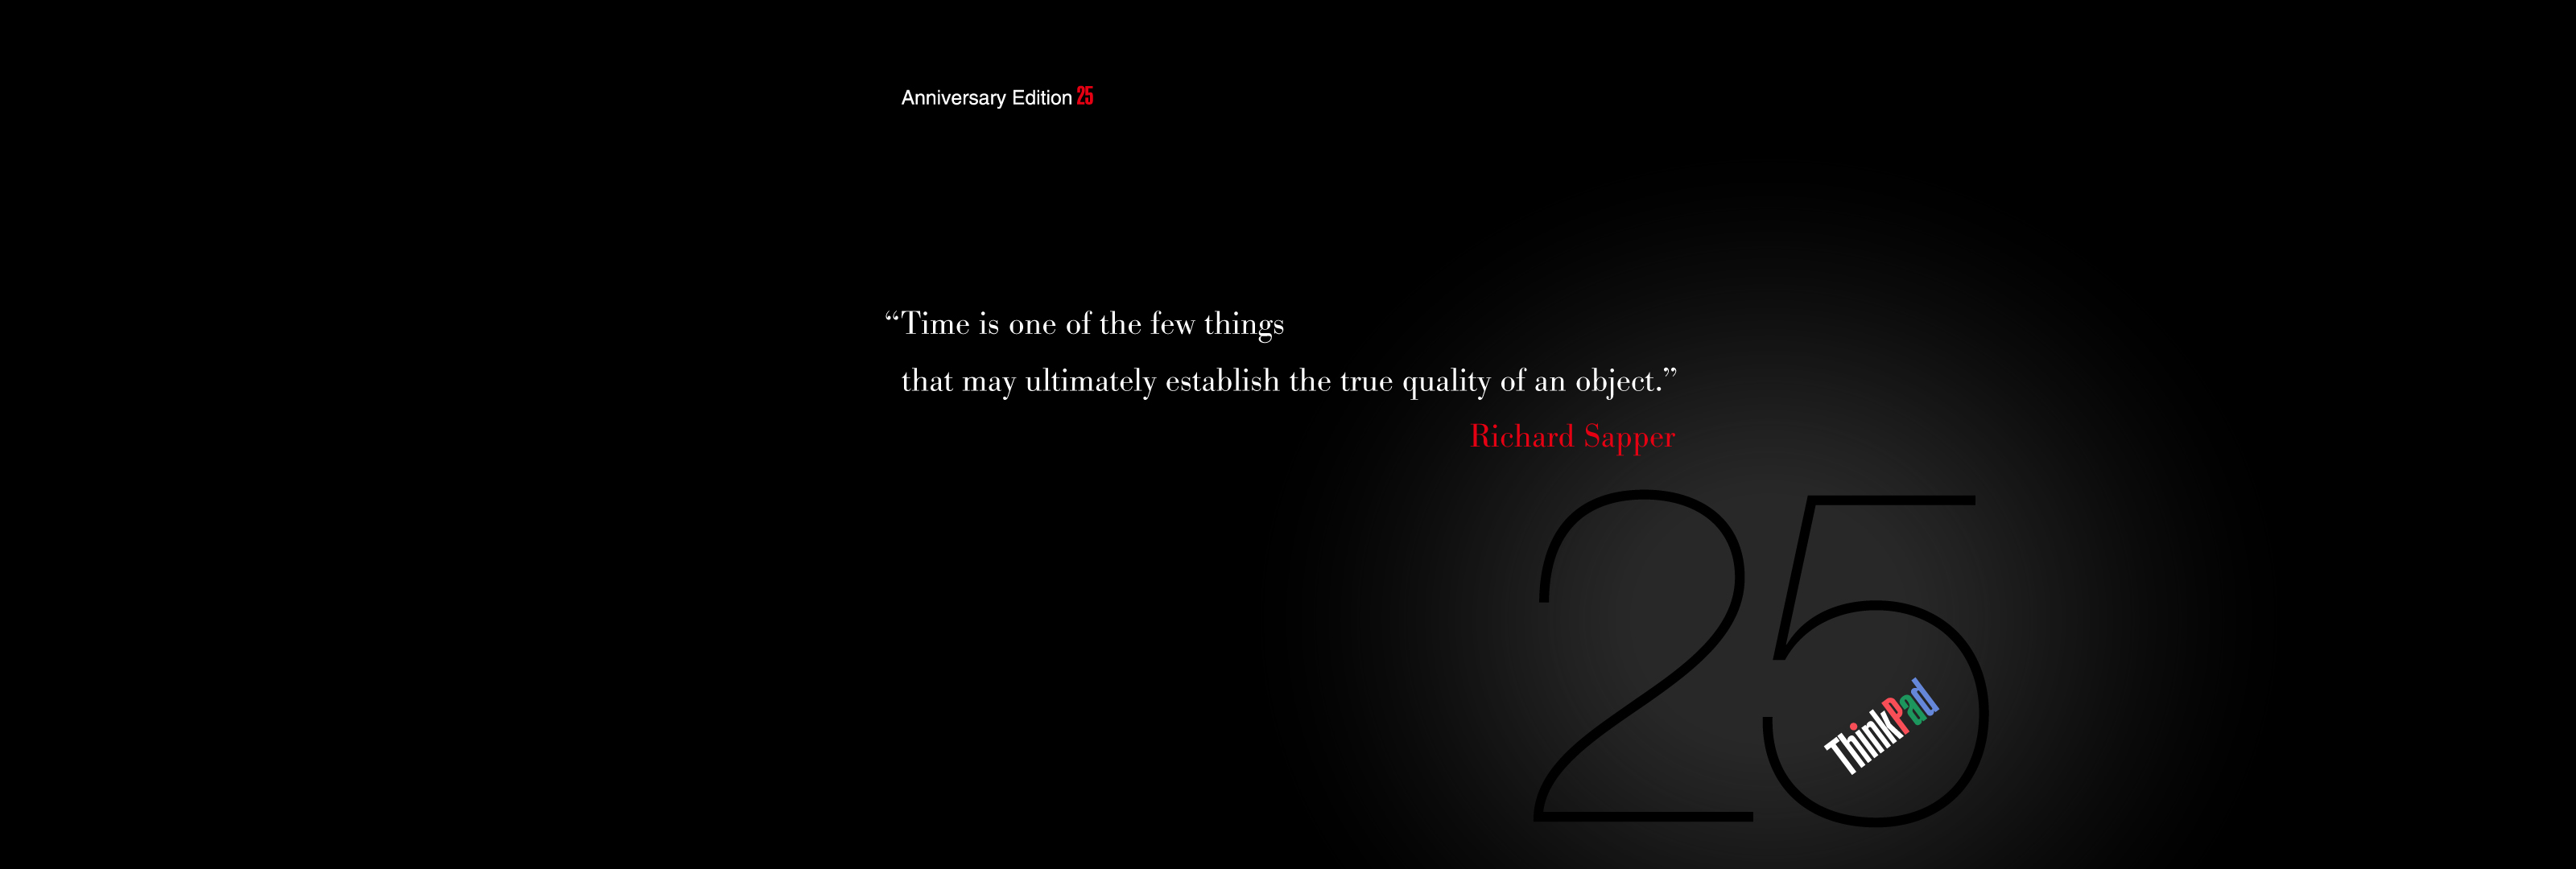 Anniversary Edition 25
“Time is one of the few things
that may ultimately establish the true quality of an object.”
Richard Sapper
25
ThinkPad